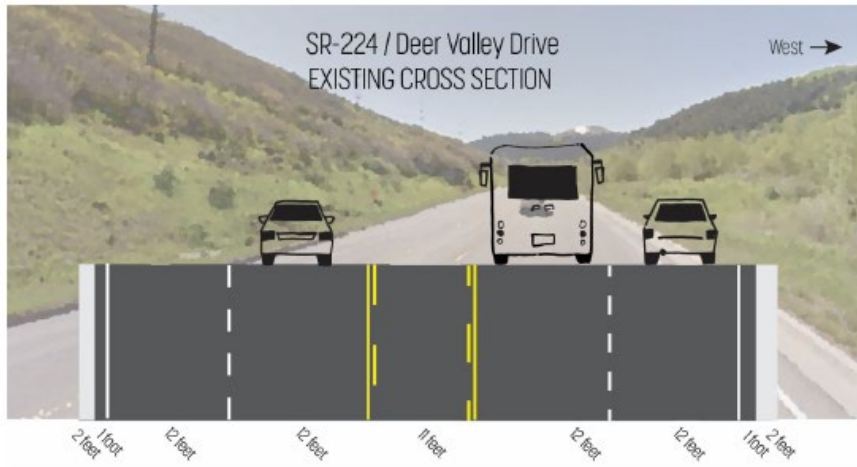 SR-224 / Deer Valley Drive
EXISTING CROSS SECTION
West
2 feet
1 foot
12 feet
12 feet
11 feet
12 feet
12 feet
1 foot
2 feet